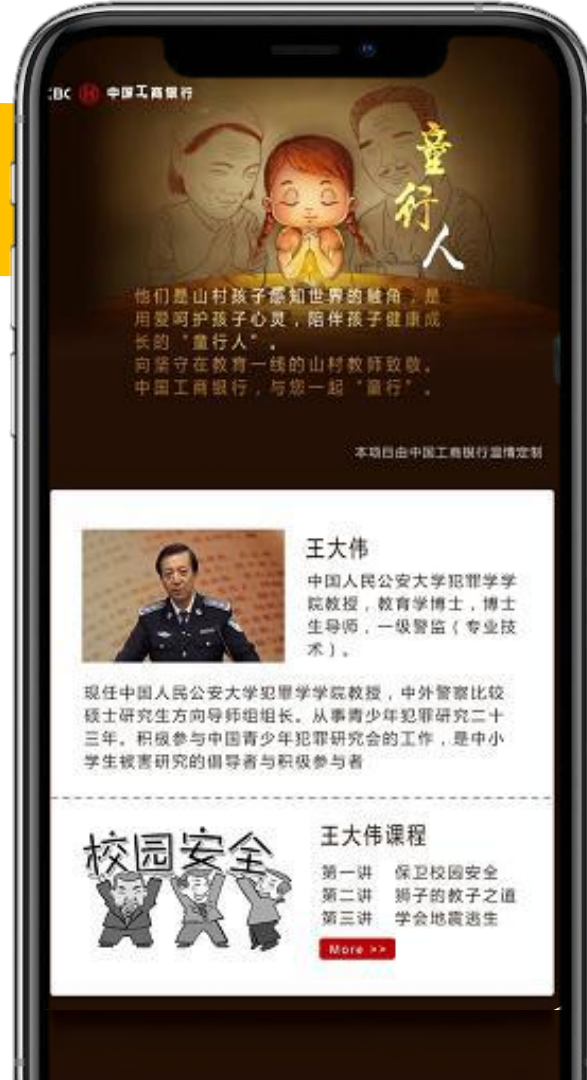 CBC 中国工商银行
童行人
他们是山村孩子感知世界的触角，是
用爱呵护孩子心灵，陪伴孩子健康成
长的“童行人”。
向坚守在教育一线的山村教师致敬。
中国工商银行，与您一起“童行”。
本项目由中国工商银行温情定制
王大伟
中国人民公安大学犯罪学学
院教授，教育学博士，博士
生导师，一级警监（专业技
术）。
现任中国人民公安大学犯罪学学院教授，中外警察比较
硕士研究生方向导师组组长。从事青少年犯罪研究二十
三年。积极参与中国青少年犯罪研究会的工作，是中小
学生被害研究的倡导者与积极参与者
校园安全
王大伟课程
第一讲 保卫校园安全
第二讲 狮子的教子之道
第三讲 学会地震逃生
More >>